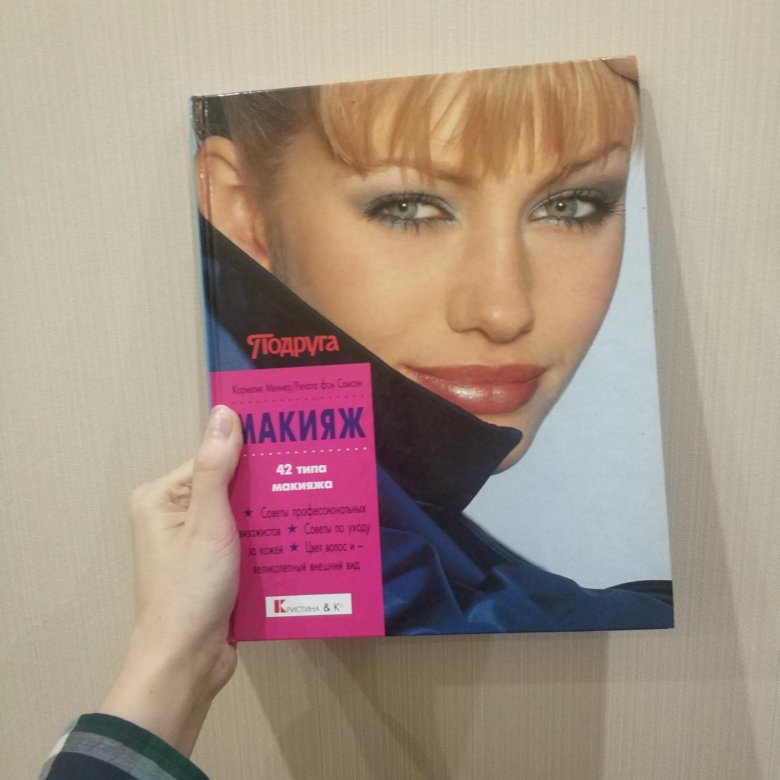 Подруга
Корнелия Меннер/Рената фон Самсон
МАКИЯЖ
42 типа
макияжа
★ Советы профессиональных
визажистов ★ Советы по уходу
за кожей ★ Цвет волос и –
великолепный внешний вид
КРИСТИНА & К°